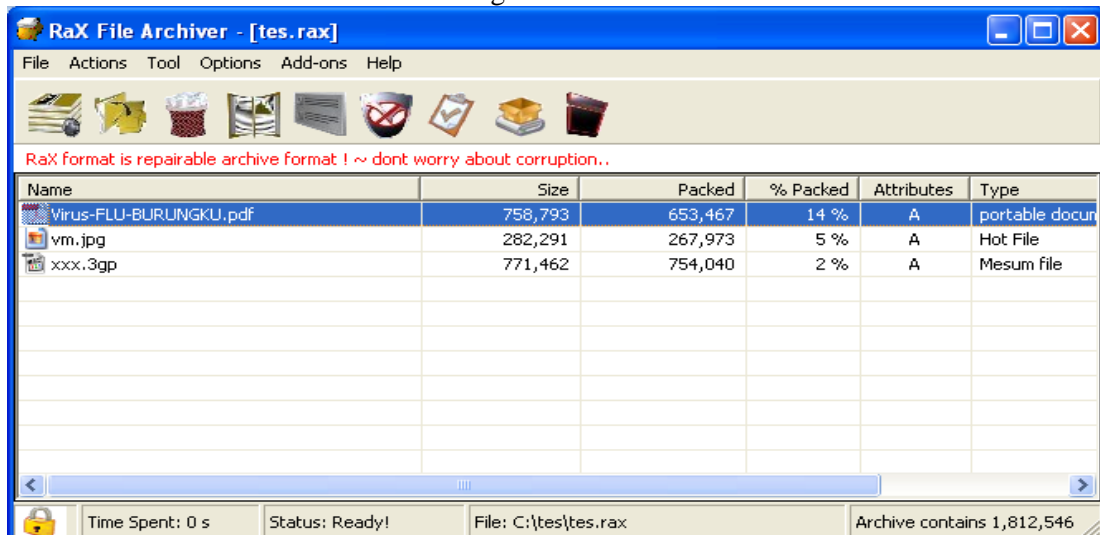 RaX File Archiver - [tes.rax]
File Actions Tool Options Add-ons Help
RaX format is repairable archive format ! ~ dont worry about corruption..
Name Size Packed % Packed Attributes Type
Virus-FLU-BURUNGKU.pdf 758,793 653,467 14 % A portable docun
vm.jpg 282,291 267,973 5 % A Hot File
xxx.3gp 771,462 754,040 2 % A Mesum file
Time Spent: 0 s Status: Ready! File: C:\tes\tes.rax Archive contains 1,812,546